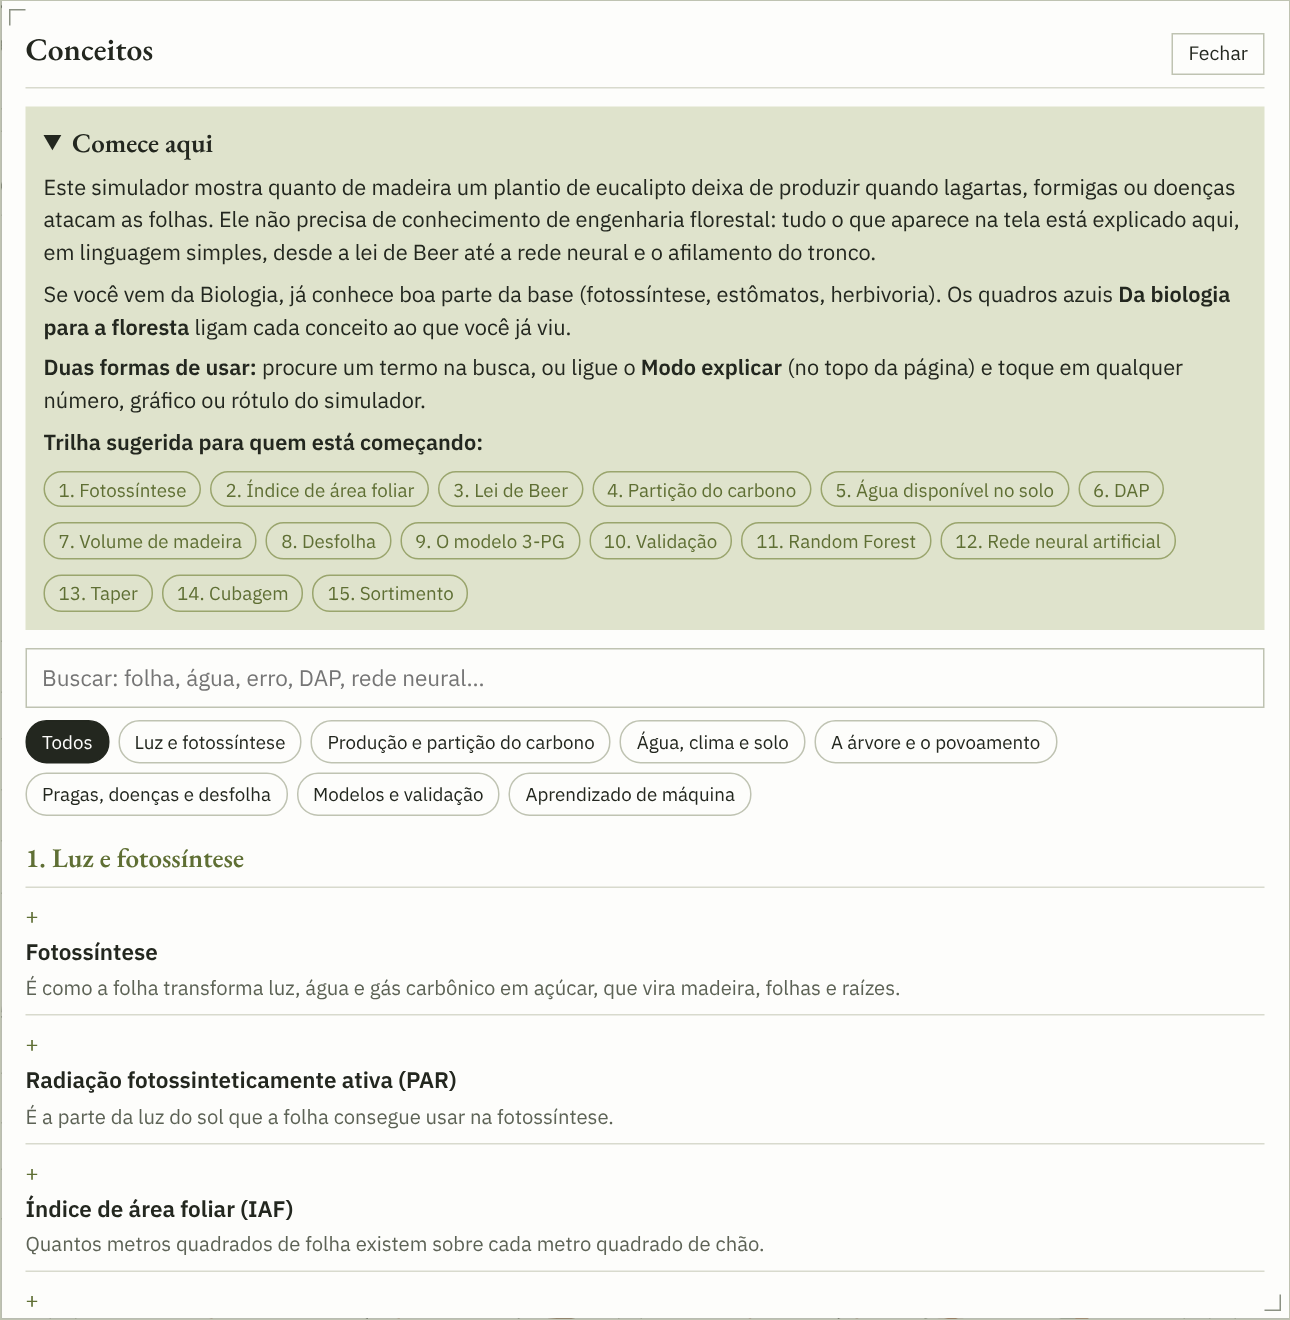 Conceitos
Fechar
▼ Comece aqui
Este simulador mostra quanto de madeira um plantio de eucalipto deixa de produzir quando lagartas, formigas ou doenças
atacam as folhas. Ele não precisa de conhecimento de engenharia florestal: tudo o que aparece na tela está explicado aqui,
em linguagem simples, desde a lei de Beer até a rede neural e o afilamento do tronco.
Se você vem da Biologia, já conhece boa parte da base (fotossíntese, estômatos, herbivoria). Os quadros azuis Da biologia
para a floresta ligam cada conceito ao que você já viu.
Duas formas de usar: procure um termo na busca, ou ligue o Modo explicar (no topo da página) e toque em qualquer
número, gráfico ou rótulo do simulador.
Trilha sugerida para quem está começando:
1. Fotossíntese 2. Índice de área foliar 3. Lei de Beer 4. Partição do carbono 5. Água disponível no solo 6. DAP
7. Volume de madeira 8. Desfolha 9. O modelo 3-PG 10. Validação 11. Random Forest 12. Rede neural artificial
13. Taper 14. Cubagem 15. Sortimento
Buscar: folha, água, erro, DAP, rede neural...
Todos Luz e fotossíntese Produção e partição do carbono Água, clima e solo A árvore e o povoamento
Pragas, doenças e desfolha Modelos e validação Aprendizado de máquina
1. Luz e fotossíntese
+
Fotossíntese
É como a folha transforma luz, água e gás carbônico em açúcar, que vira madeira, folhas e raízes.
+
Radiação fotossinteticamente ativa (PAR)
É a parte da luz do sol que a folha consegue usar na fotossíntese.
+
Índice de área foliar (IAF)
Quantos metros quadrados de folha existem sobre cada metro quadrado de chão.
+